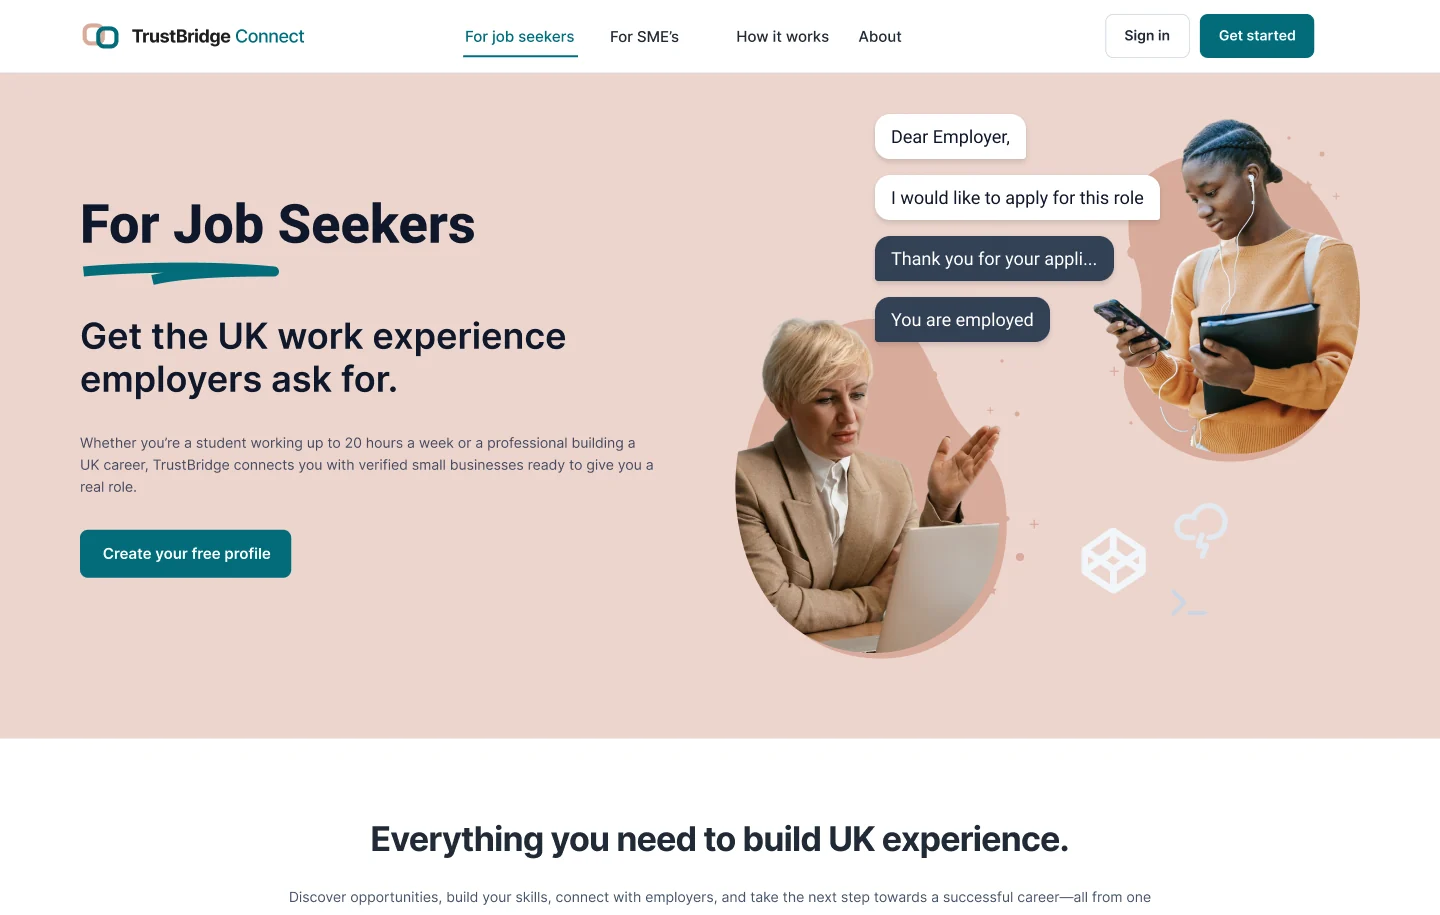 TrustBridge Connect
For job seekers
For SME’s
How it works
About
Sign in
Get started
Dear Employer,
I would like to apply for this role
Thank you for your appli...
You are employed
For Job Seekers
Get the UK work experience
employers ask for.
Whether you’re a student working up to 20 hours a week or a professional building a
UK career, TrustBridge connects you with verified small businesses ready to give you a
real role.
Create your free profile
Everything you need to build UK experience.
Discover opportunities, build your skills, connect with employers, and take the next step towards a successful career—all from one